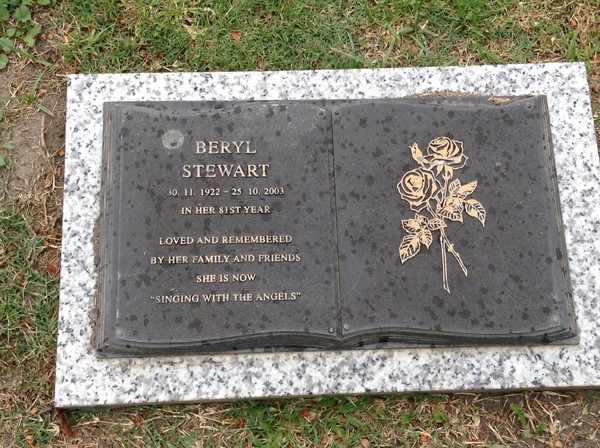 BERYL
STEWART
30. 11. 1922 – 25. 10. 2003
IN HER 81ST YEAR
LOVED AND REMEMBERED
BY HER FAMILY AND FRIENDS
SHE IS NOW
"SINGING WITH THE ANGELS"